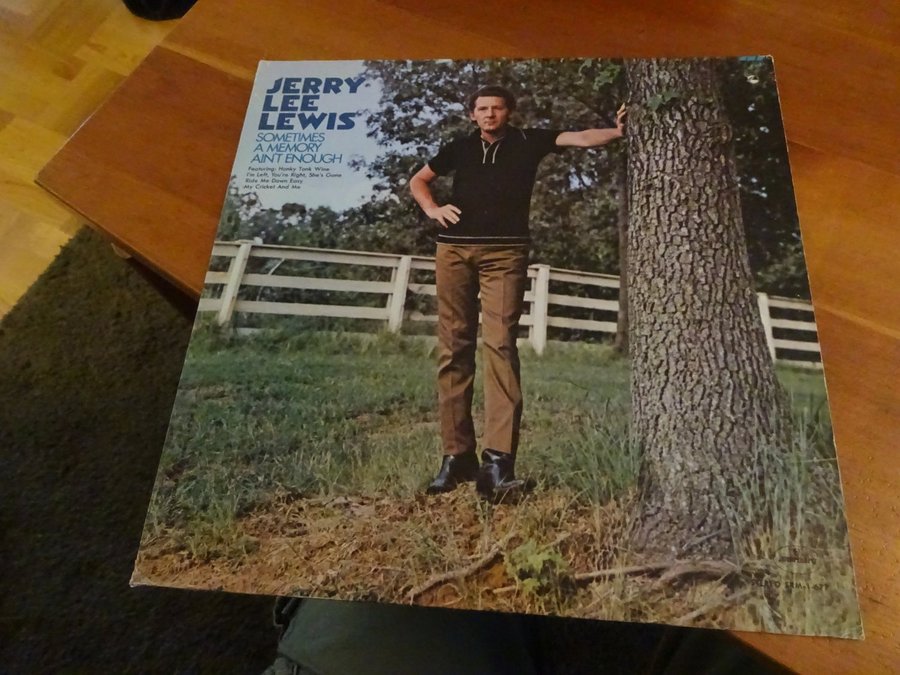 JERRY
LEE
LEWIS
SOMETIMES
A MEMORY
AIN'T ENOUGH
Featuring: Honky Tonk Wine
I'm Left, You're Right, She's Gone
Ride Me Down Easy
My Cricket And Me